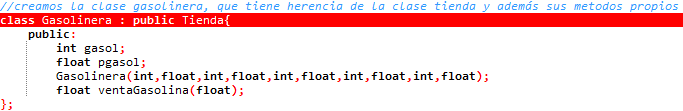 //creamos la clase gasolinera, que tiene herencia de la clase tienda y además sus metodos propios
class Gasolinera : public Tienda{
public:
int gasol;
float pgasol;
Gasolinera(int,float,int,float,int,float,int,float,int,float);
float ventaGasolina(float);
};